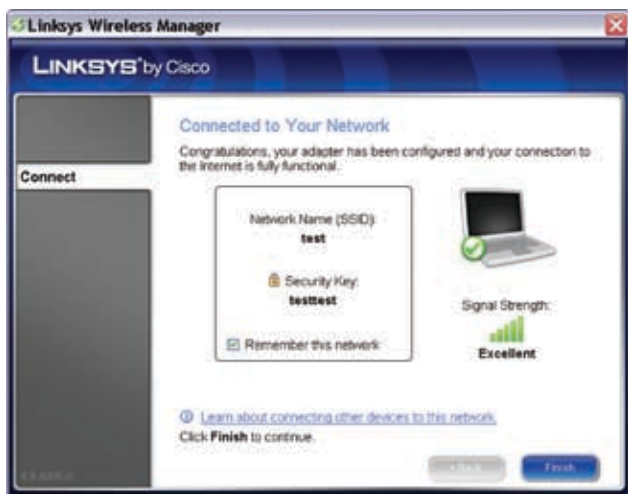 Linksys Wireless Manager
LINKSYS® by Cisco
Connect
Connected to Your Network
Congratulations, your adapter has been configured and your connection to
the Internet is fully functional.
Network Name (SSID):
test
Security Key:
testtest
Remember this network
Signal Strength:
Excellent
Learn about connecting other devices to this network.
Click Finish to continue.
Back
Finish